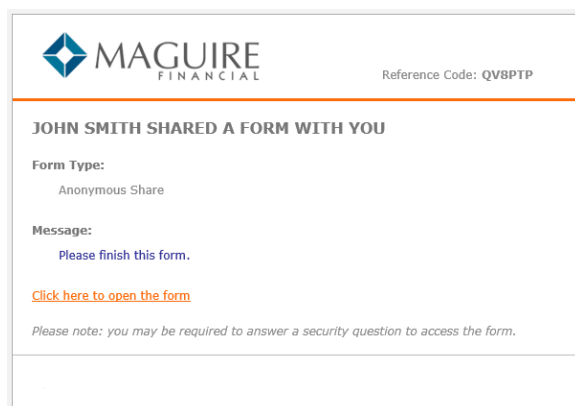 MAGUIRE
FINANCIAL
Reference Code: QV8PTP
JOHN SMITH SHARED A FORM WITH YOU
Form Type:
Anonymous Share
Message:
Please finish this form.
Click here to open the form
Please note: you may be required to answer a security question to access the form.